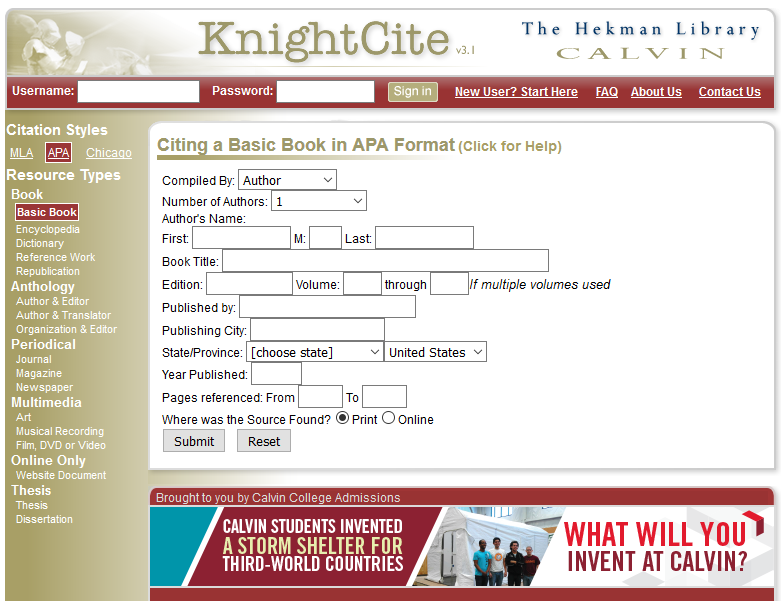 KnightCite v3.1
The Hekman Library
CALVIN
Username: Password: Sign in New User? Start Here FAQ About Us Contact Us
Citation Styles
MLA APA Chicago
Resource Types
Book
Basic Book
Encyclopedia
Dictionary
Reference Work
Republication
Anthology
Author & Editor
Author & Translator
Organization & Editor
Periodical
Journal
Magazine
Newspaper
Multimedia
Art
Musical Recording
Film, DVD or Video
Online Only
Website Document
Thesis
Thesis
Dissertation
Citing a Basic Book in APA Format (Click for Help)
Compiled By: Author
Number of Authors: 1
Author's Name:
First: M: Last:
Book Title:
Edition: Volume: through If multiple volumes used
Published by:
Publishing City:
State/Province: [choose state] United States
Year Published:
Pages referenced: From To
Where was the Source Found? Print Online
Submit Reset
Brought to you by Calvin College Admissions
CALVIN STUDENTS INVENTED
A STORM SHELTER FOR
THIRD-WORLD COUNTRIES
WHAT WILL YOU
INVENT AT CALVIN?